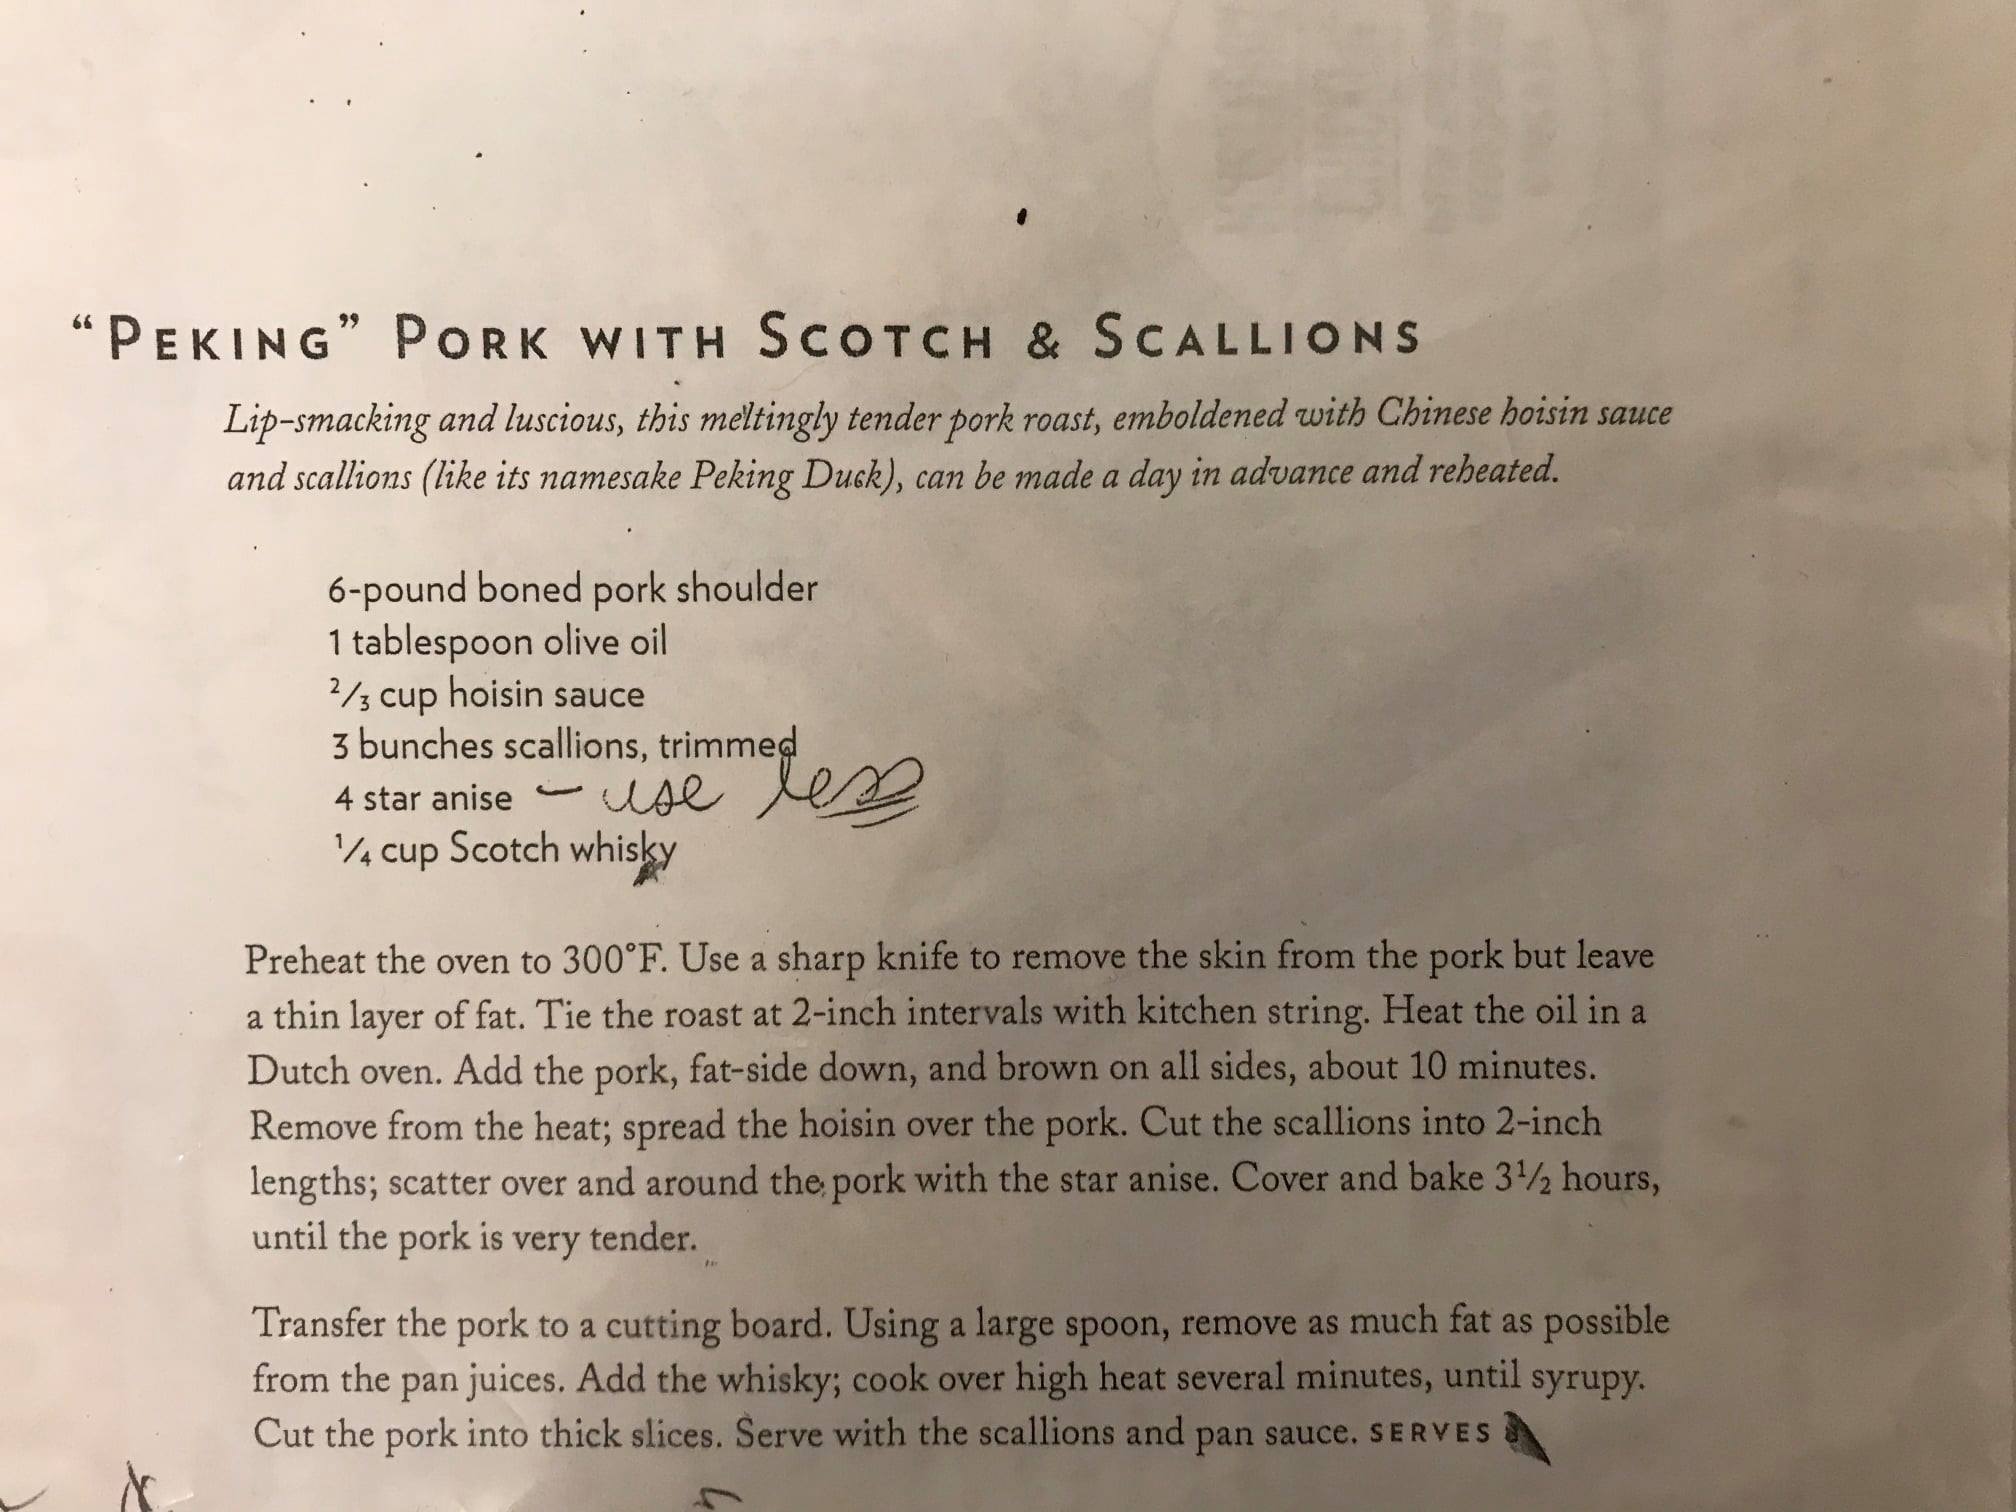 “PEKING” PORK WITH SCOTCH & SCALLIONS
Lip-smacking and luscious, this meltingly tender pork roast, emboldened with Chinese hoisin sauce
and scallions (like its namesake Peking Duck), can be made a day in advance and reheated.
6-pound boned pork shoulder
1 tablespoon olive oil
2/3 cup hoisin sauce
3 bunches scallions, trimmed
4 star anise – use less
1/4 cup Scotch whisky
Preheat the oven to 300°F. Use a sharp knife to remove the skin from the pork but leave
a thin layer of fat. Tie the roast at 2-inch intervals with kitchen string. Heat the oil in a
Dutch oven. Add the pork, fat-side down, and brown on all sides, about 10 minutes.
Remove from the heat; spread the hoisin over the pork. Cut the scallions into 2-inch
lengths; scatter over and around the pork with the star anise. Cover and bake 3 1/2 hours,
until the pork is very tender.
Transfer the pork to a cutting board. Using a large spoon, remove as much fat as possible
from the pan juices. Add the whisky; cook over high heat several minutes, until syrupy.
Cut the pork into thick slices. Serve with the scallions and pan sauce. SERVES